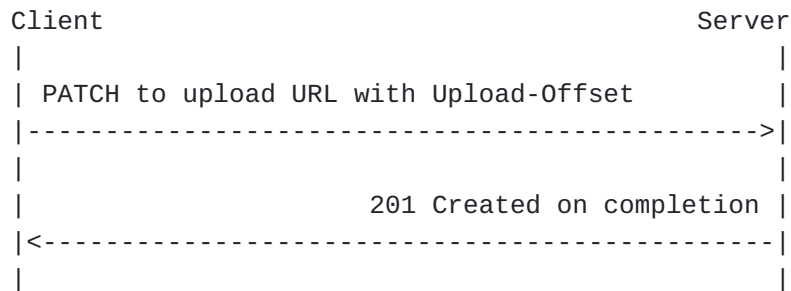 Client                                            Server
|                                                  |
| PATCH to upload URL with Upload-Offset           |
|------------------------------------------------->|
|                                                  |
|                        201 Created on completion |
|<-------------------------------------------------|
|                                                  |